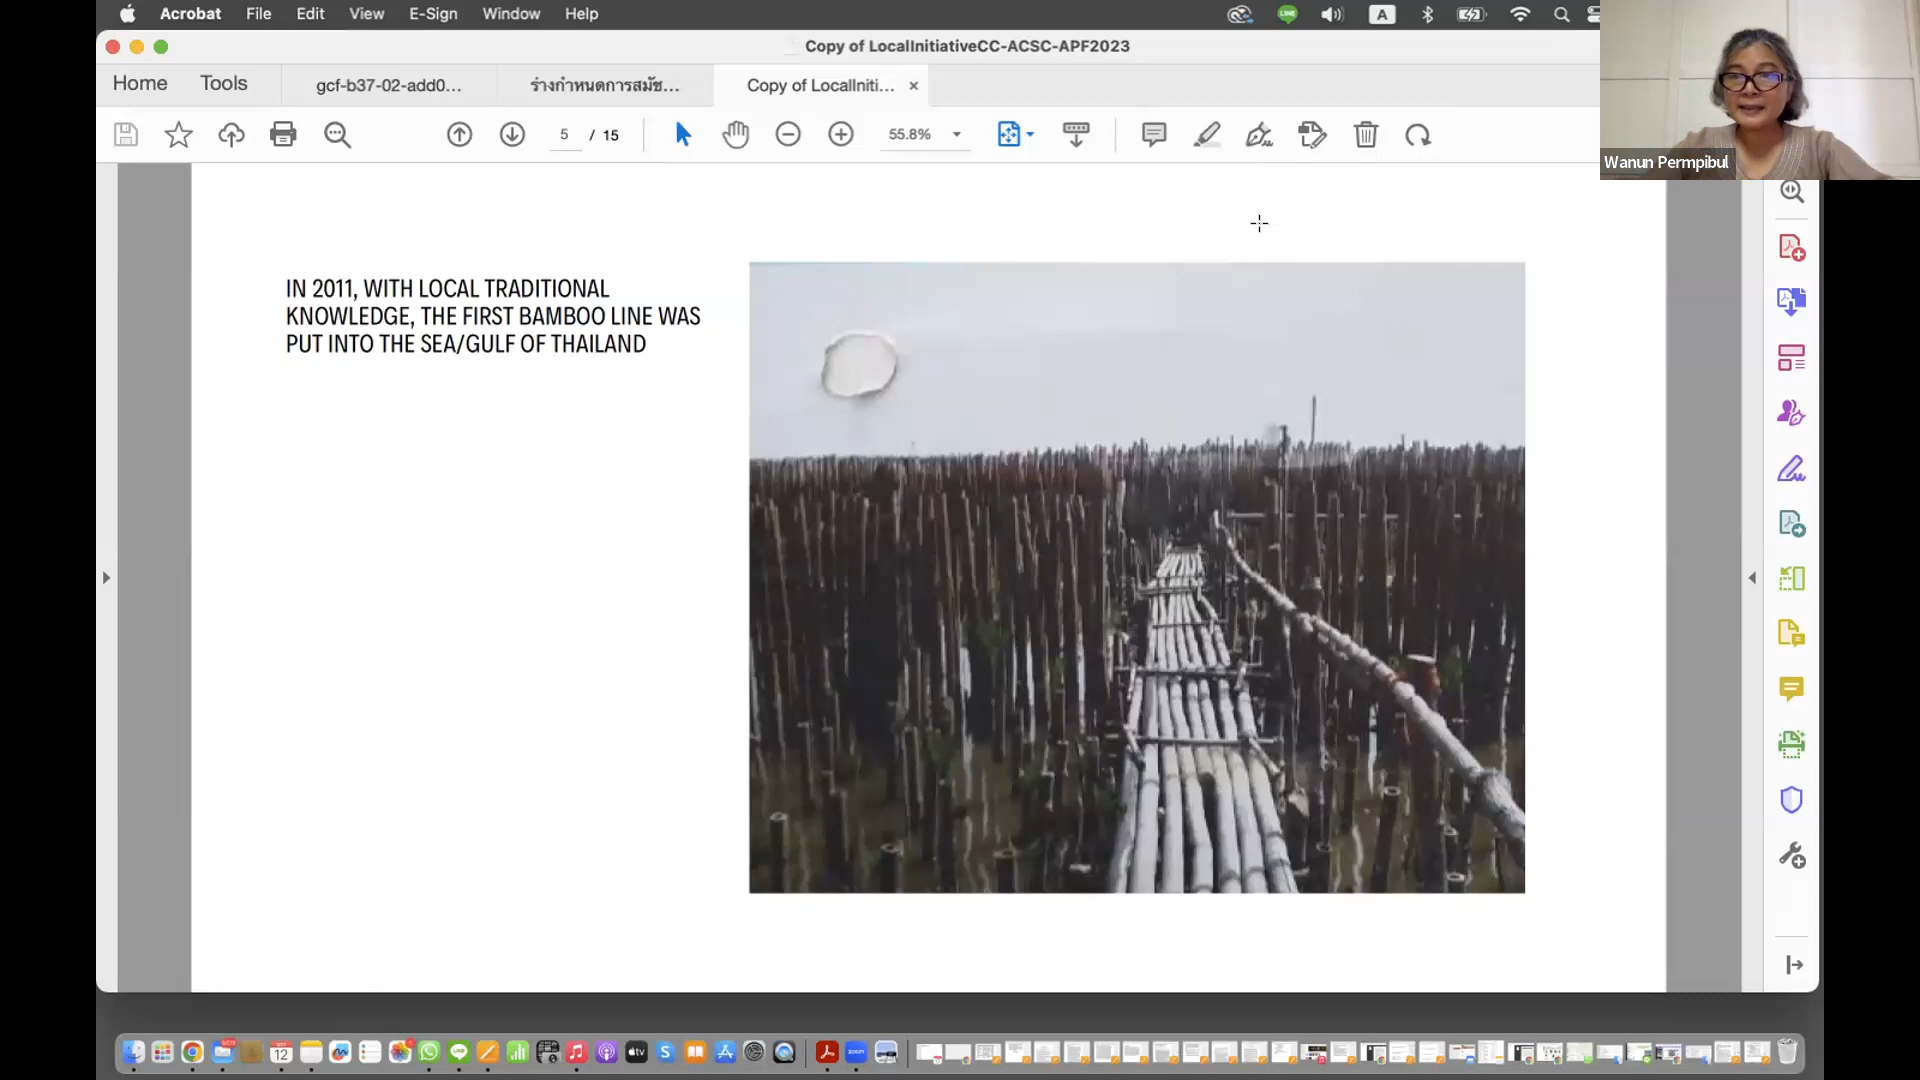 Acrobat File Edit View E-Sign Window Help
A
Copy of LocalInitiativeCC-ACSC-APF2023
Home Tools gcf-b37-02-add0... ร่างกำหนดการสมัช... Copy of LocalIniti...
5 / 15 55.8%
Wanun Permpibul
IN 2011, WITH LOCAL TRADITIONAL
KNOWLEDGE, THE FIRST BAMBOO LINE WAS
PUT INTO THE SEA/GULF OF THAILAND
12
tv
zoom